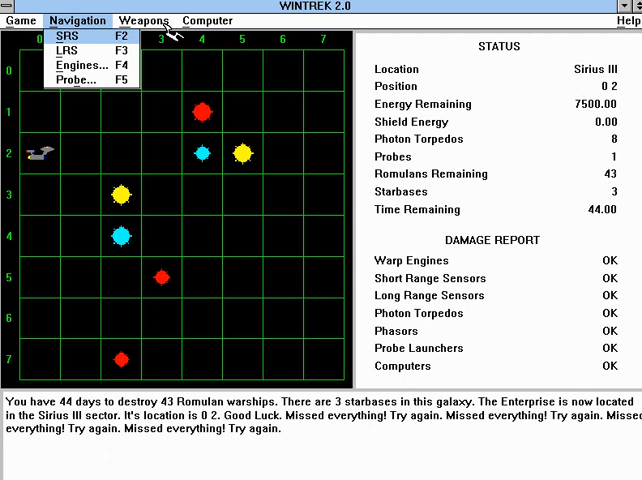 WINTREK 2.0
Game Navigation Weapons Computer Help
SRS F2
LRS F3
Engines... F4
Probe... F5
0 3 4 5 6 7
0
1
2
3
4
5
6
7
STATUS
Location Sirius III
Position 0 2
Energy Remaining 7500.00
Shield Energy 0.00
Photon Torpedos 8
Probes 1
Romulans Remaining 43
Starbases 3
Time Remaining 44.00
DAMAGE REPORT
Warp Engines OK
Short Range Sensors OK
Long Range Sensors OK
Photon Torpedos OK
Phasors OK
Probe Launchers OK
Computers OK
You have 44 days to destroy 43 Romulan warships. There are 3 starbases in this galaxy. The Enterprise is now located
in the Sirius III sector. It's location is 0 2. Good Luck. Missed everything! Try again. Missed everything! Try again. Missed
everything! Try again. Missed everything! Try again.